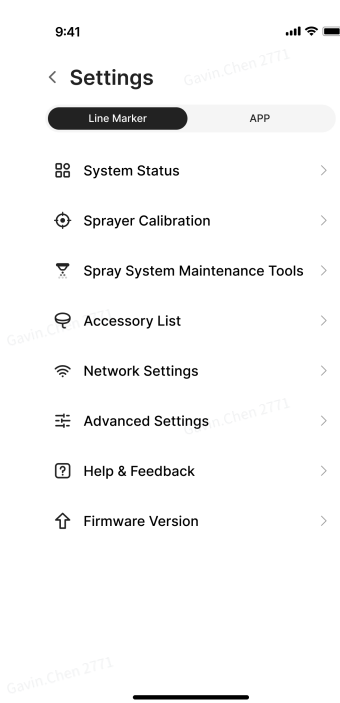 9:41
Settings
Line Marker
APP
System Status
Sprayer Calibration
Spray System Maintenance Tools
Accessory List
Network Settings
Advanced Settings
Help & Feedback
Firmware Version
Gavin.Chen 2771
Gavin.Chen 2771
Gavin.Chen 2771
Gavin.Chen 2771